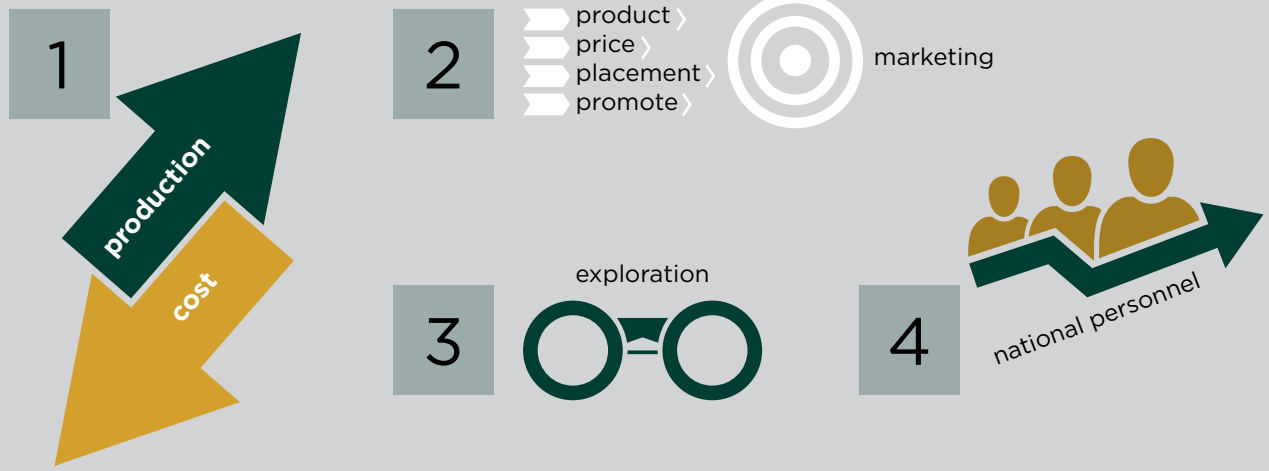 1
production
cost
2
product
price
placement
promote
marketing
3
exploration
4
national personnel